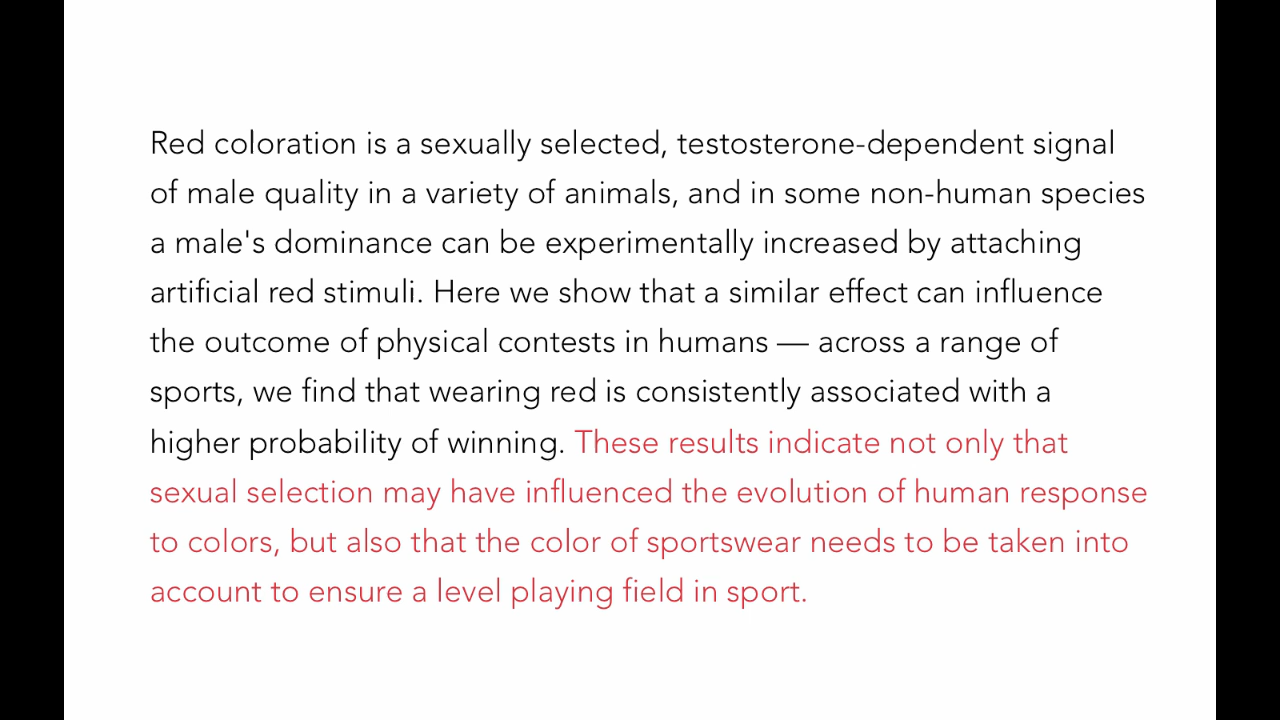 Red coloration is a sexually selected, testosterone-dependent signal
of male quality in a variety of animals, and in some non-human species
a male's dominance can be experimentally increased by attaching
artificial red stimuli. Here we show that a similar effect can influence
the outcome of physical contests in humans — across a range of
sports, we find that wearing red is consistently associated with a
higher probability of winning. These results indicate not only that
sexual selection may have influenced the evolution of human response
to colors, but also that the color of sportswear needs to be taken into
account to ensure a level playing field in sport.